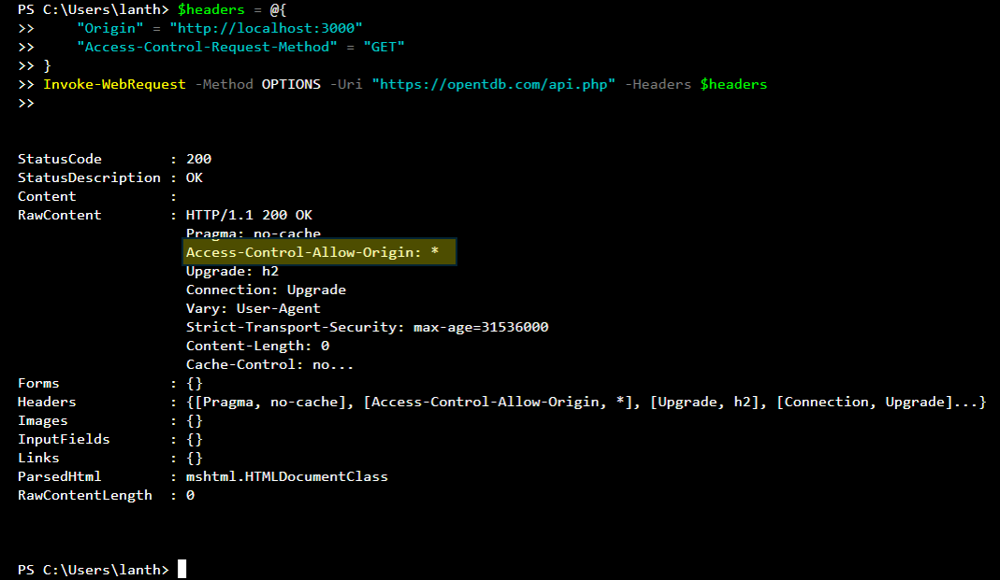 PS C:\Users\lanth> $headers = @{
>>     "Origin" = "http://localhost:3000"
>>     "Access-Control-Request-Method" = "GET"
>> }
>> Invoke-WebRequest -Method OPTIONS -Uri "https://opentdb.com/api.php" -Headers $headers
>>
StatusCode        : 200
StatusDescription : OK
Content           :
RawContent        : HTTP/1.1 200 OK
                    Pragma: no-cache
                    Access-Control-Allow-Origin: *
                    Upgrade: h2
                    Connection: Upgrade
                    Vary: User-Agent
                    Strict-Transport-Security: max-age=31536000
                    Content-Length: 0
                    Cache-Control: no...
Forms             : {}
Headers           : {[Pragma, no-cache], [Access-Control-Allow-Origin, *], [Upgrade, h2], [Connection, Upgrade]...}
Images            : {}
InputFields       : {}
Links             : {}
ParsedHtml        : mshtml.HTMLDocumentClass
RawContentLength  : 0
PS C:\Users\lanth>